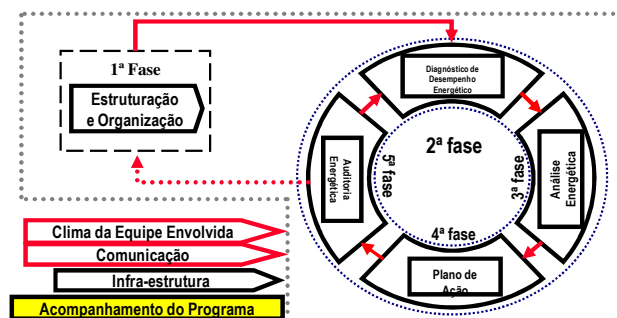 1ª Fase
Estruturação
e Organização
Diagnóstico de
Desempenho
Energético
2ª fase
Análise
Energética
3ª fase
4ª fase
Plano de
Ação
Auditoria
Energética
5ª fase
Clima da Equipe Envolvida
Comunicação
Infra-estrutura
Acompanhamento do Programa